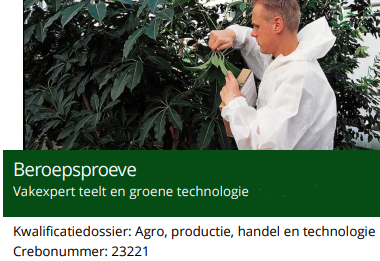 Beroepsproeve
Vakexpert teelt en groene technologie
Kwalificatiedossier: Agro, productie, handel en technologie
Crebonummer: 23221